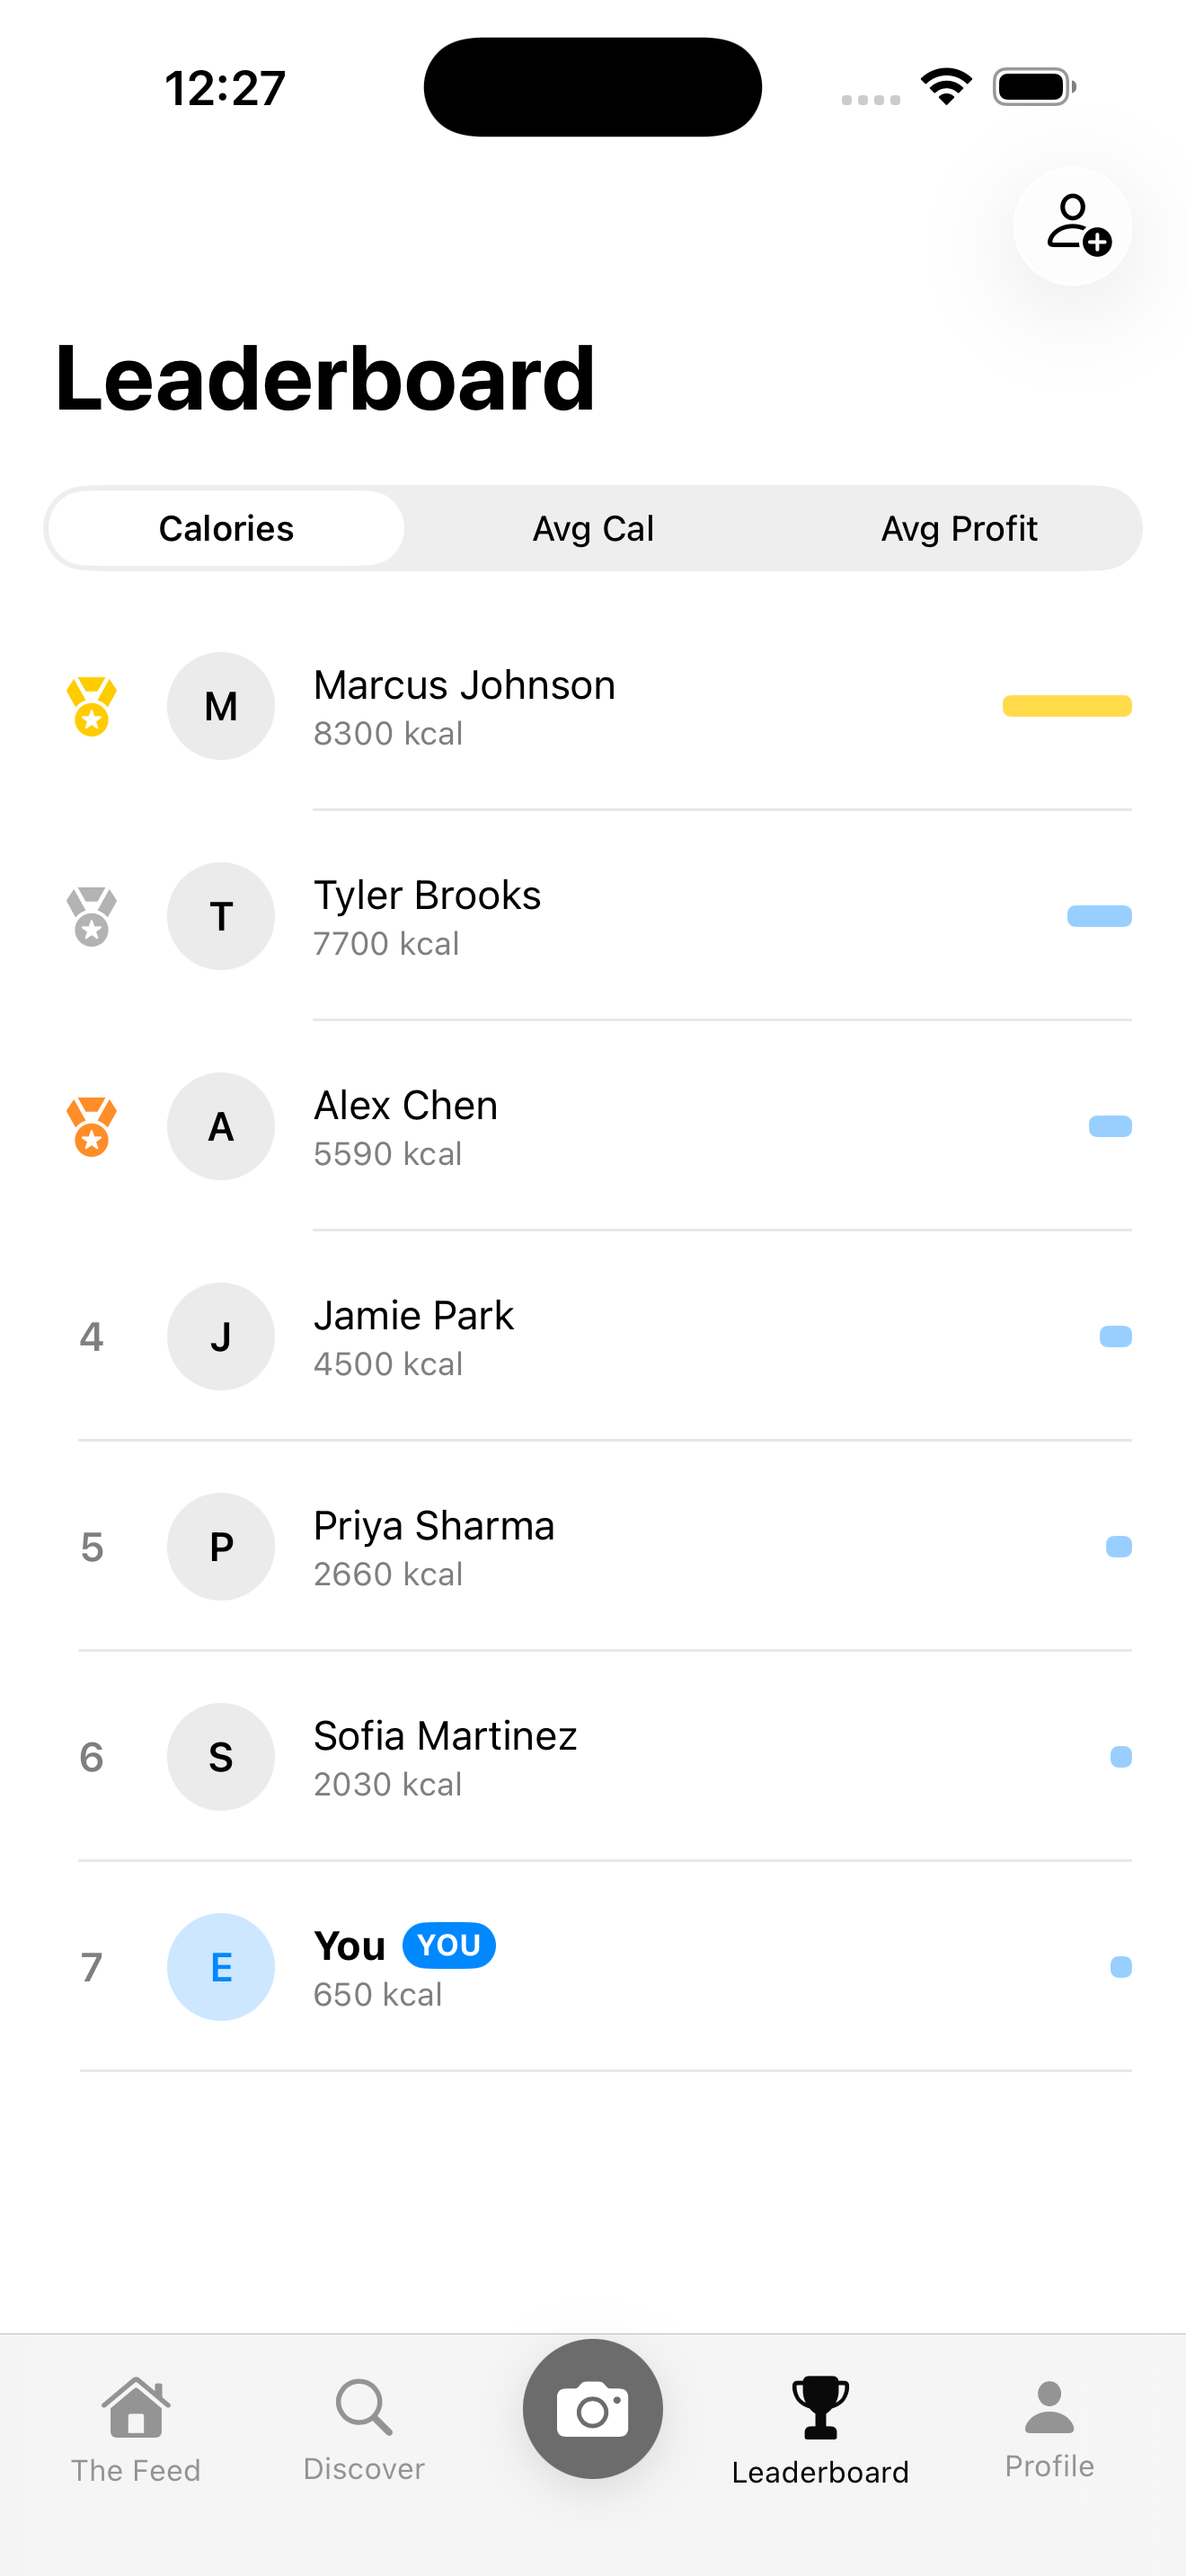 12:27
Leaderboard
Calories Avg Cal Avg Profit
M Marcus Johnson
8300 kcal
T Tyler Brooks
7700 kcal
A Alex Chen
5590 kcal
4 J Jamie Park
4500 kcal
5 P Priya Sharma
2660 kcal
6 S Sofia Martinez
2030 kcal
7 E You YOU
650 kcal
The Feed Discover Leaderboard Profile